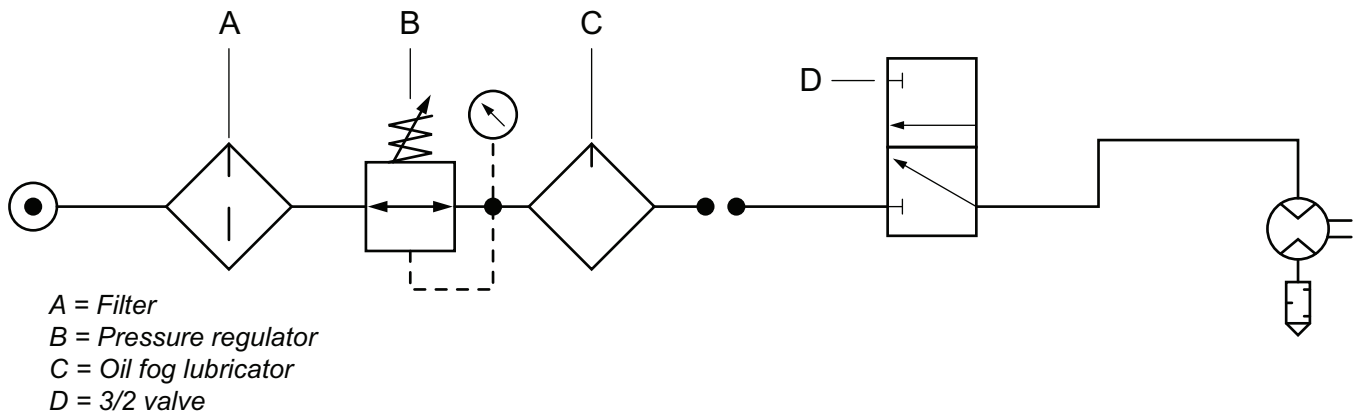 A
B
C
D
A = Filter
B = Pressure regulator
C = Oil fog lubricator
D = 3/2 valve